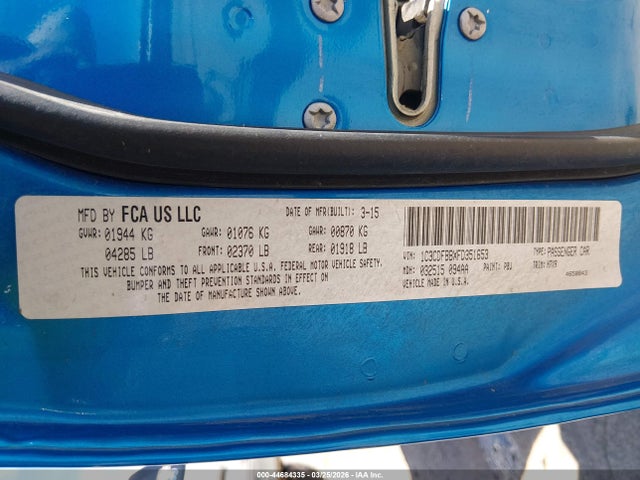 MFD BY FCA US LLC
DATE OF MFR(BUILT): 3-15
GVWR: 01944 KG GAWR: 01076 KG GAWR: 00870 KG
04285 LB FRONT: 02370 LB REAR: 01918 LB
THIS VEHICLE CONFORMS TO ALL APPLICABLE U.S.A. FEDERAL MOTOR VEHICLE SAFETY,
BUMPER AND THEFT PREVENTION STANDARDS IN EFFECT ON
THE DATE OF MANUFACTURE SHOWN ABOVE.
VIN: 1C3CDFBBXFD351653 TYPE: PASSENGER CAR
MDH: 032515 094AA PAINT: PBJ TRIM:
VEHICLE MADE IN U.S.A. 4650843
000-44684335 — 03/25/2026 — IAA Inc.